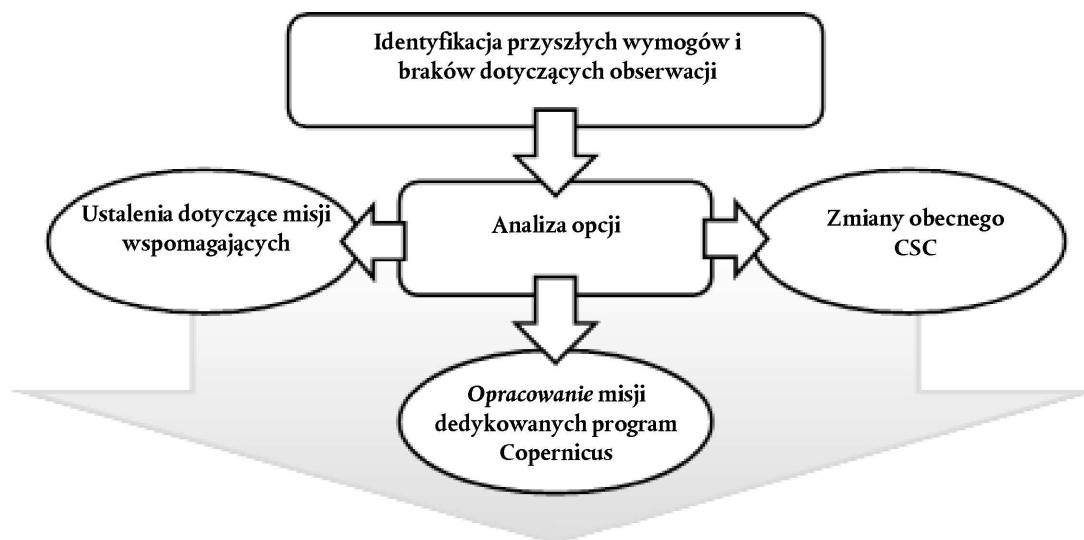 Identyfikacja przyszłych wymogów i
braków dotyczących obserwacji
Ustalenia dotyczące misji
wspomagających
Analiza opcji
Zmiany obecnego
CSC
Opracowanie misji
dedykowanych program
Copernicus